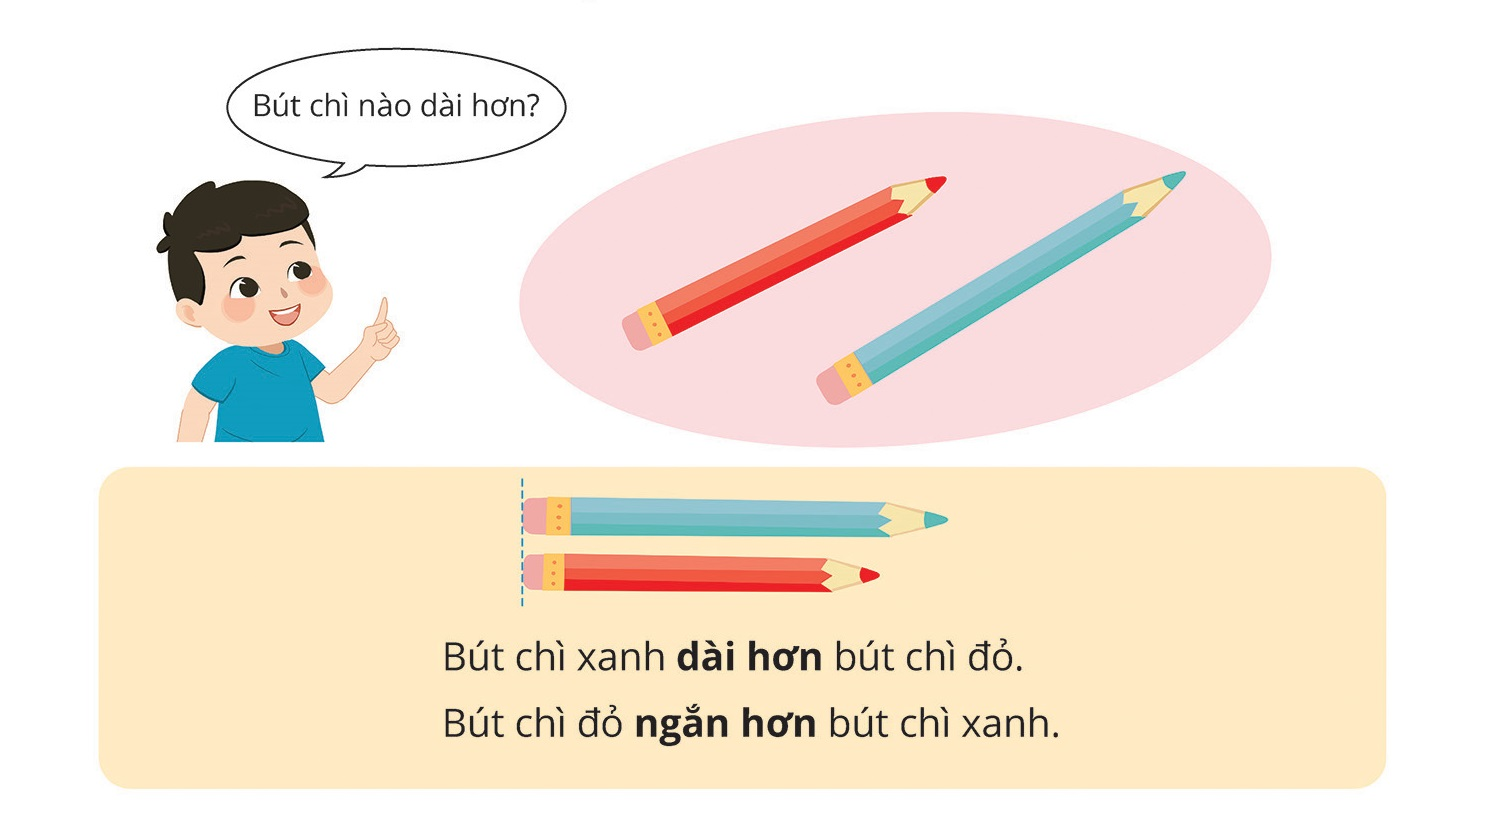 Bút chì nào dài hơn?
Bút chì xanh dài hơn bút chì đỏ.
Bút chì đỏ ngắn hơn bút chì xanh.